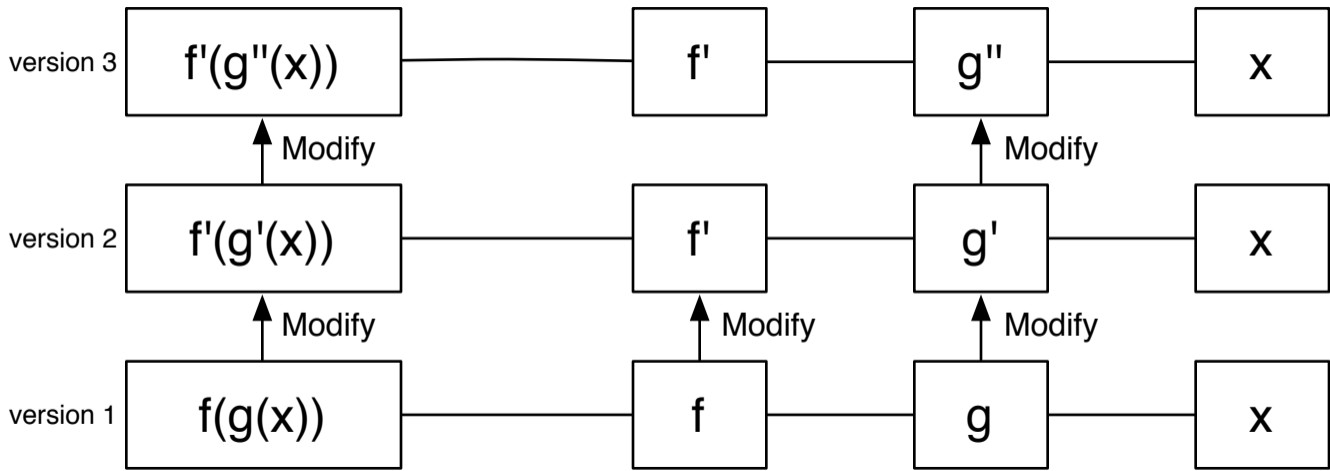 version 3 f'(g''(x)) f' g'' x
Modify Modify
version 2 f'(g'(x)) f' g' x
Modify Modify Modify
version 1 f(g(x)) f g x